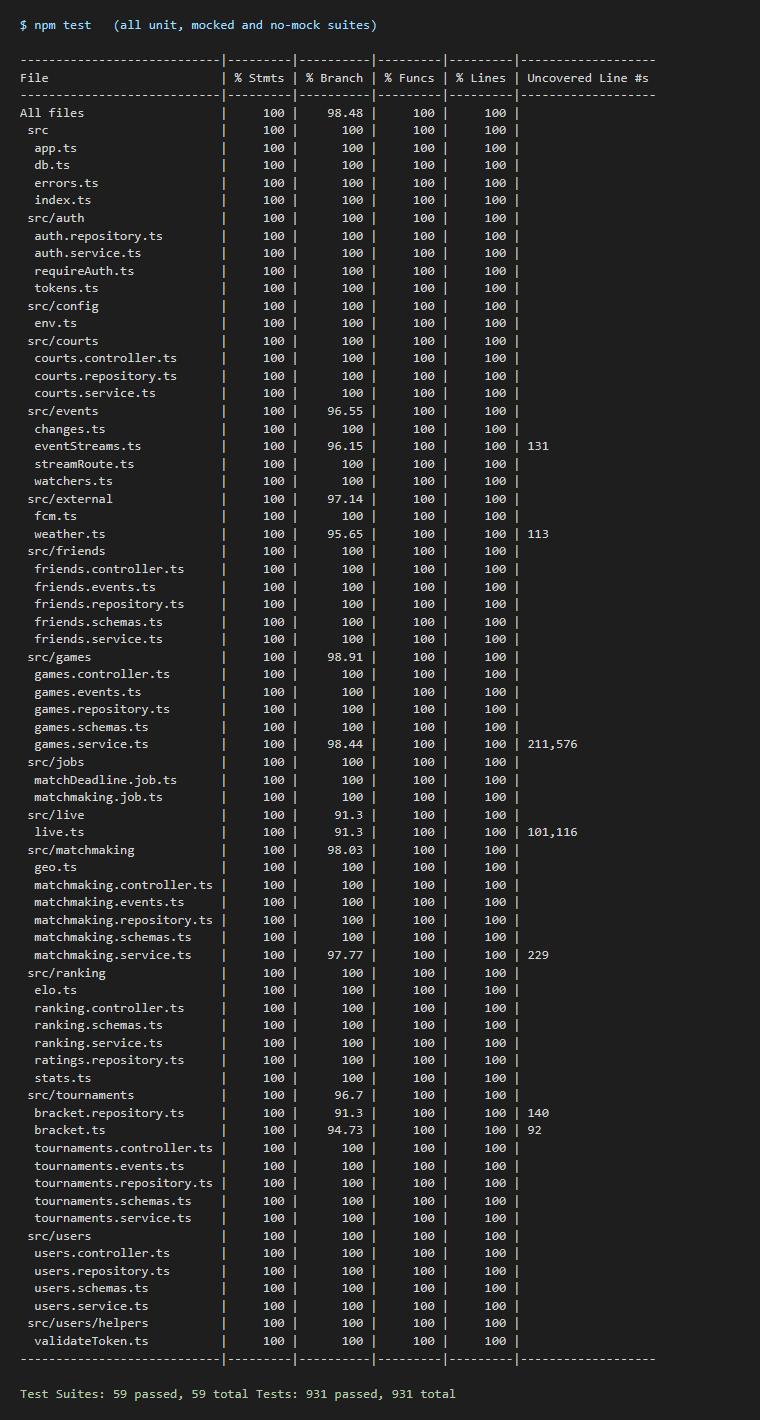 $ npm test   (all unit, mocked and no-mock suites)
----------------------------|---------|----------|---------|---------|-------------------
File                        | % Stmts | % Branch | % Funcs | % Lines | Uncovered Line #s
----------------------------|---------|----------|---------|---------|-------------------
All files                   |     100 |    98.48 |     100 |     100 |
 src                        |     100 |      100 |     100 |     100 |
  app.ts                    |     100 |      100 |     100 |     100 |
  db.ts                     |     100 |      100 |     100 |     100 |
  errors.ts                 |     100 |      100 |     100 |     100 |
  index.ts                  |     100 |      100 |     100 |     100 |
 src/auth                   |     100 |      100 |     100 |     100 |
  auth.repository.ts        |     100 |      100 |     100 |     100 |
  auth.service.ts           |     100 |      100 |     100 |     100 |
  requireAuth.ts            |     100 |      100 |     100 |     100 |
  tokens.ts                 |     100 |      100 |     100 |     100 |
 src/config                 |     100 |      100 |     100 |     100 |
  env.ts                    |     100 |      100 |     100 |     100 |
 src/courts                 |     100 |      100 |     100 |     100 |
  courts.controller.ts      |     100 |      100 |     100 |     100 |
  courts.repository.ts      |     100 |      100 |     100 |     100 |
  courts.service.ts         |     100 |      100 |     100 |     100 |
 src/events                 |     100 |    96.55 |     100 |     100 |
  changes.ts                |     100 |      100 |     100 |     100 |
  eventStreams.ts           |     100 |    96.15 |     100 |     100 | 131
  streamRoute.ts            |     100 |      100 |     100 |     100 |
  watchers.ts               |     100 |      100 |     100 |     100 |
 src/external               |     100 |    97.14 |     100 |     100 |
  fcm.ts                    |     100 |      100 |     100 |     100 |
  weather.ts                |     100 |    95.65 |     100 |     100 | 113
 src/friends                |     100 |      100 |     100 |     100 |
  friends.controller.ts     |     100 |      100 |     100 |     100 |
  friends.events.ts         |     100 |      100 |     100 |     100 |
  friends.repository.ts     |     100 |      100 |     100 |     100 |
  friends.schemas.ts        |     100 |      100 |     100 |     100 |
  friends.service.ts        |     100 |      100 |     100 |     100 |
 src/games                  |     100 |    98.91 |     100 |     100 |
  games.controller.ts       |     100 |      100 |     100 |     100 |
  games.events.ts           |     100 |      100 |     100 |     100 |
  games.repository.ts       |     100 |      100 |     100 |     100 |
  games.schemas.ts          |     100 |      100 |     100 |     100 |
  games.service.ts          |     100 |    98.44 |     100 |     100 | 211,576
 src/jobs                   |     100 |      100 |     100 |     100 |
  matchDeadline.job.ts      |     100 |      100 |     100 |     100 |
  matchmaking.job.ts        |     100 |      100 |     100 |     100 |
 src/live                   |     100 |     91.3 |     100 |     100 |
  live.ts                   |     100 |     91.3 |     100 |     100 | 101,116
 src/matchmaking            |     100 |    98.03 |     100 |     100 |
  geo.ts                    |     100 |      100 |     100 |     100 |
  matchmaking.controller.ts |     100 |      100 |     100 |     100 |
  matchmaking.events.ts     |     100 |      100 |     100 |     100 |
  matchmaking.repository.ts |     100 |      100 |     100 |     100 |
  matchmaking.schemas.ts    |     100 |      100 |     100 |     100 |
  matchmaking.service.ts    |     100 |    97.77 |     100 |     100 | 229
 src/ranking                |     100 |      100 |     100 |     100 |
  elo.ts                    |     100 |      100 |     100 |     100 |
  ranking.controller.ts     |     100 |      100 |     100 |     100 |
  ranking.schemas.ts        |     100 |      100 |     100 |     100 |
  ranking.service.ts        |     100 |      100 |     100 |     100 |
  ratings.repository.ts     |     100 |      100 |     100 |     100 |
  stats.ts                  |     100 |      100 |     100 |     100 |
 src/tournaments            |     100 |     96.7 |     100 |     100 |
  bracket.repository.ts     |     100 |     91.3 |     100 |     100 | 140
  bracket.ts                |     100 |    94.73 |     100 |     100 | 92
  tournaments.controller.ts |     100 |      100 |     100 |     100 |
  tournaments.events.ts     |     100 |      100 |     100 |     100 |
  tournaments.repository.ts |     100 |      100 |     100 |     100 |
  tournaments.schemas.ts    |     100 |      100 |     100 |     100 |
  tournaments.service.ts    |     100 |      100 |     100 |     100 |
 src/users                  |     100 |      100 |     100 |     100 |
  users.controller.ts       |     100 |      100 |     100 |     100 |
  users.repository.ts       |     100 |      100 |     100 |     100 |
  users.schemas.ts          |     100 |      100 |     100 |     100 |
  users.service.ts          |     100 |      100 |     100 |     100 |
 src/users/helpers          |     100 |      100 |     100 |     100 |
  validateToken.ts          |     100 |      100 |     100 |     100 |
----------------------------|---------|----------|---------|---------|-------------------
Test Suites: 59 passed, 59 total Tests: 931 passed, 931 total